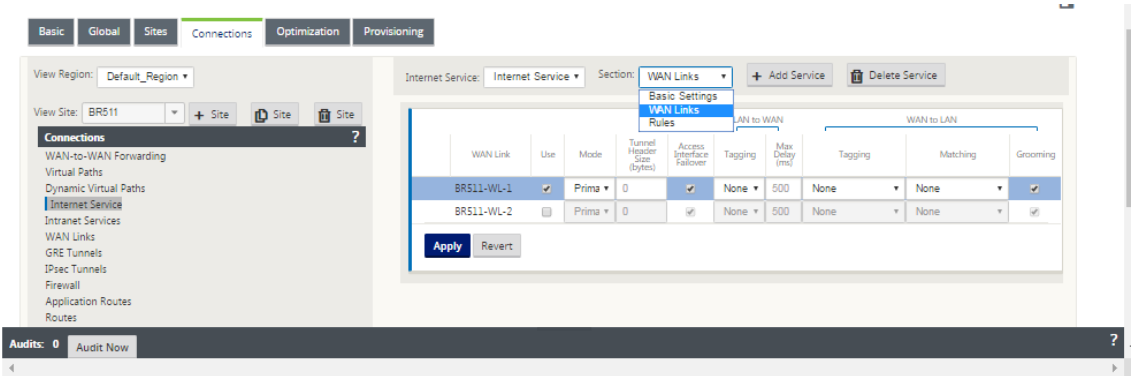 Basic Global Sites Connections Optimization Provisioning
View Region: Default_Region
Internet Service: Internet Service Section: WAN Links + Add Service Delete Service
Basic Settings
WAN Links
Rules
View Site: BR511 + Site Site Site
Connections ?
WAN-to-WAN Forwarding
Virtual Paths
Dynamic Virtual Paths
Internet Service
Intranet Services
WAN Links
GRE Tunnels
IPsec Tunnels
Firewall
Application Routes
Routes
LAN to WAN WAN to LAN
WAN Link Use Mode Tunnel Header Size (bytes) Access Interface Failover Tagging Max Delay (ms) Tagging Matching Grooming
BR511-WL-1 Prima 0 None 500 None None
BR511-WL-2 Prima 0 None 500 None None
Apply Revert
Audits: 0 Audit Now ?